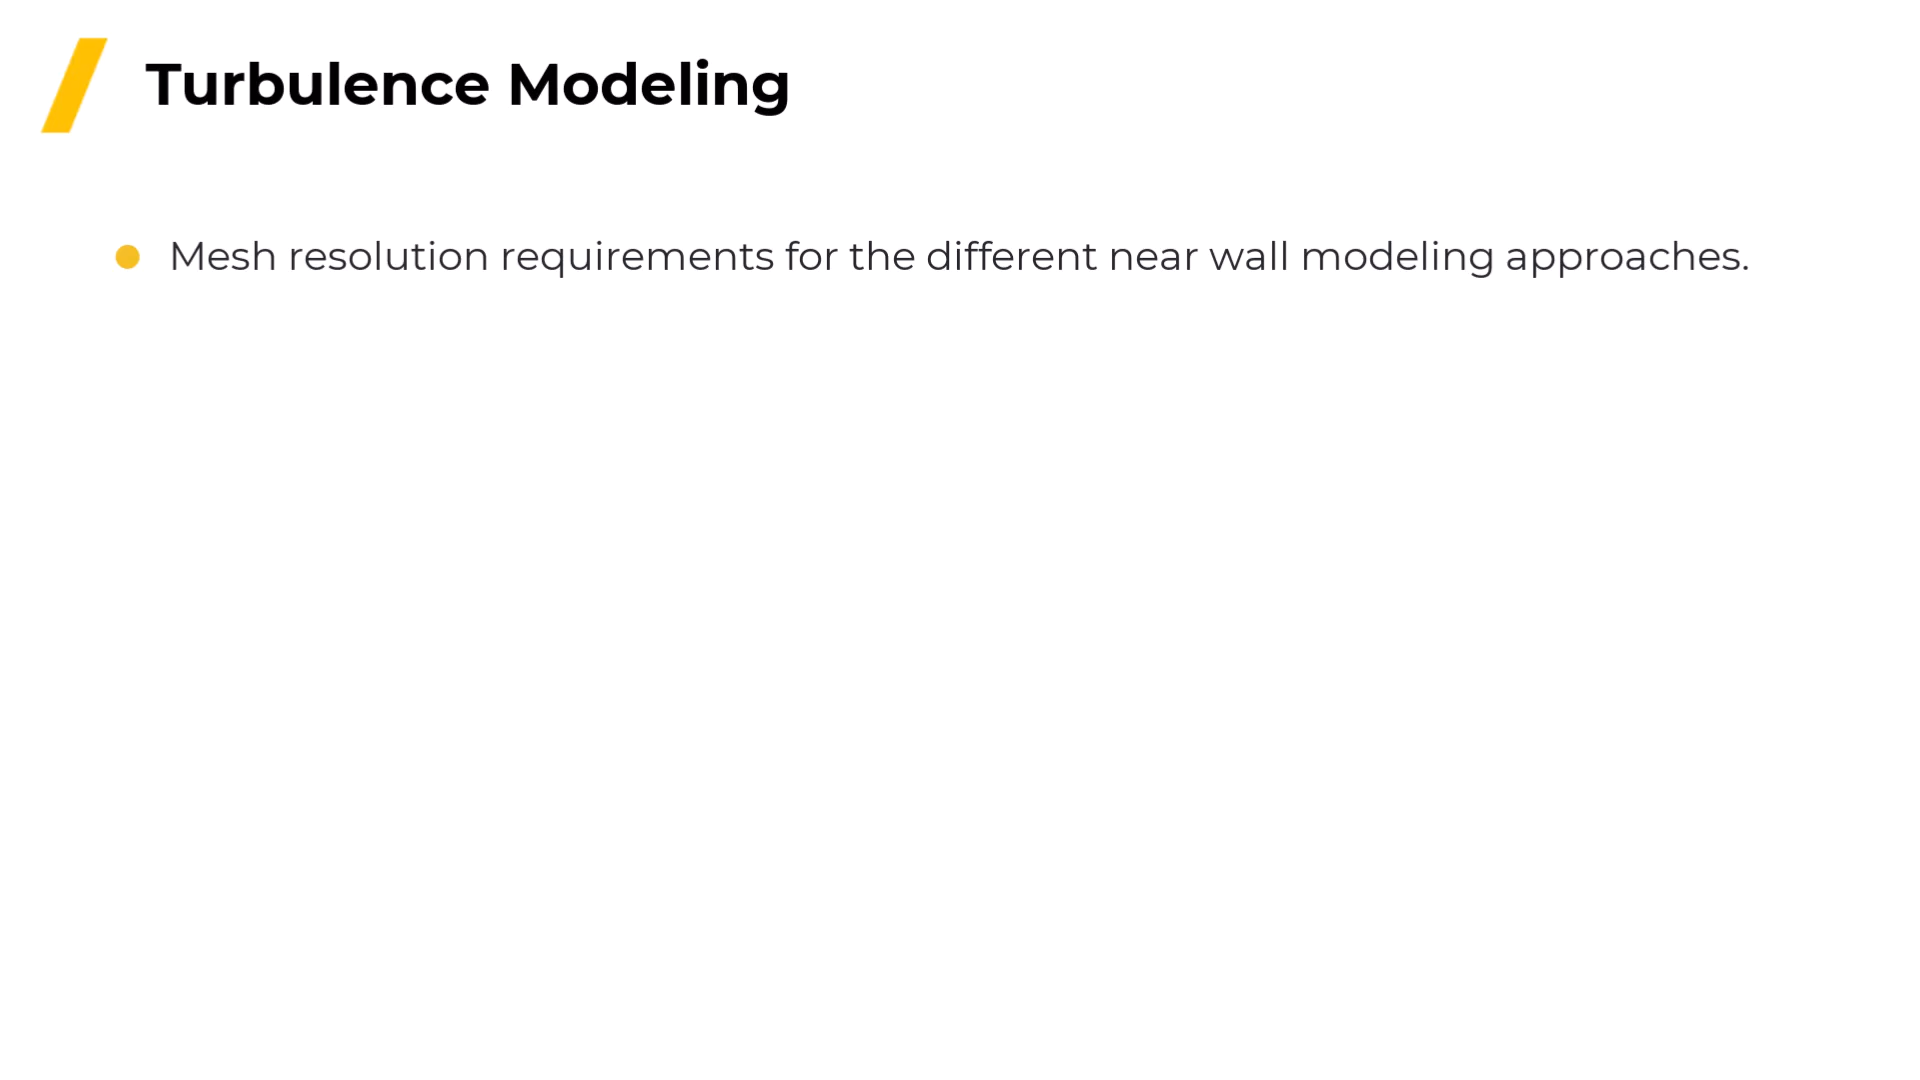 Turbulence Modeling
Mesh resolution requirements for the different near wall modeling approaches.